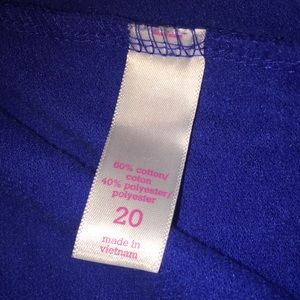 60% cotton/
coton
40% polyester/
polyester
20
made in
vietnam